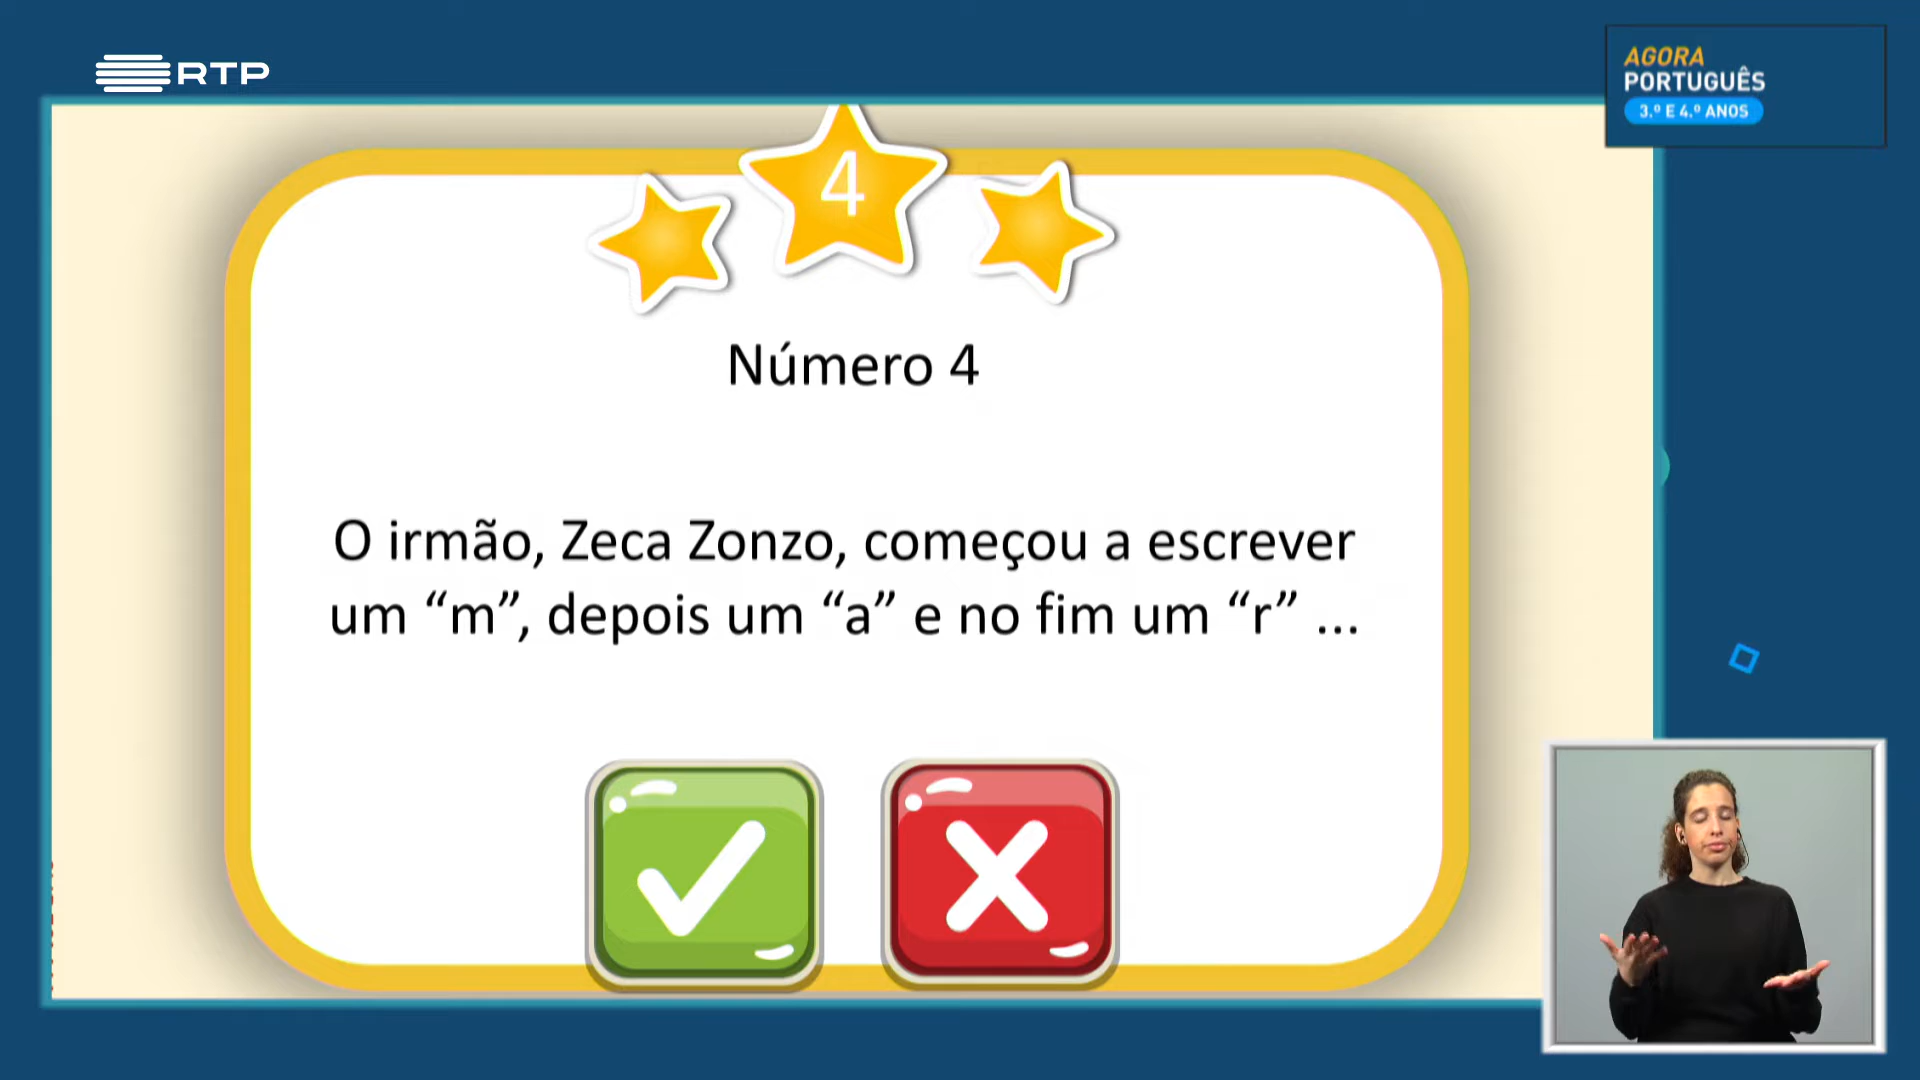 RTP
AGORA
PORTUGUÊS
3.º E 4.º ANOS
4
Número 4
O irmão, Zeca Zonzo, começou a escrever
um “m”, depois um “a” e no fim um “r” ...